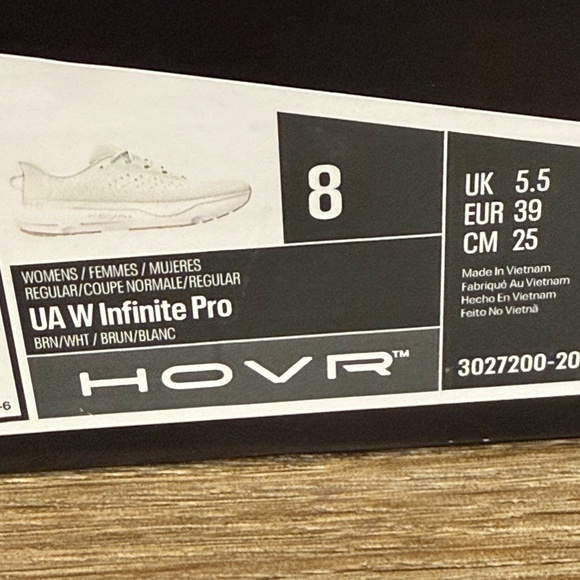 8
WOMENS / FEMMES / MUJERES
REGULAR/COUPE NORMALE/REGULAR
UA W Infinite Pro
BRN/WHT / BRUN/BLANC
HOVR™
UK 5.5
EUR 39
CM 25
Made In Vietnam
Fabriqué Au Vietnam
Hecho En Vietnam
Feito No Vietnã
3027200-20
-6